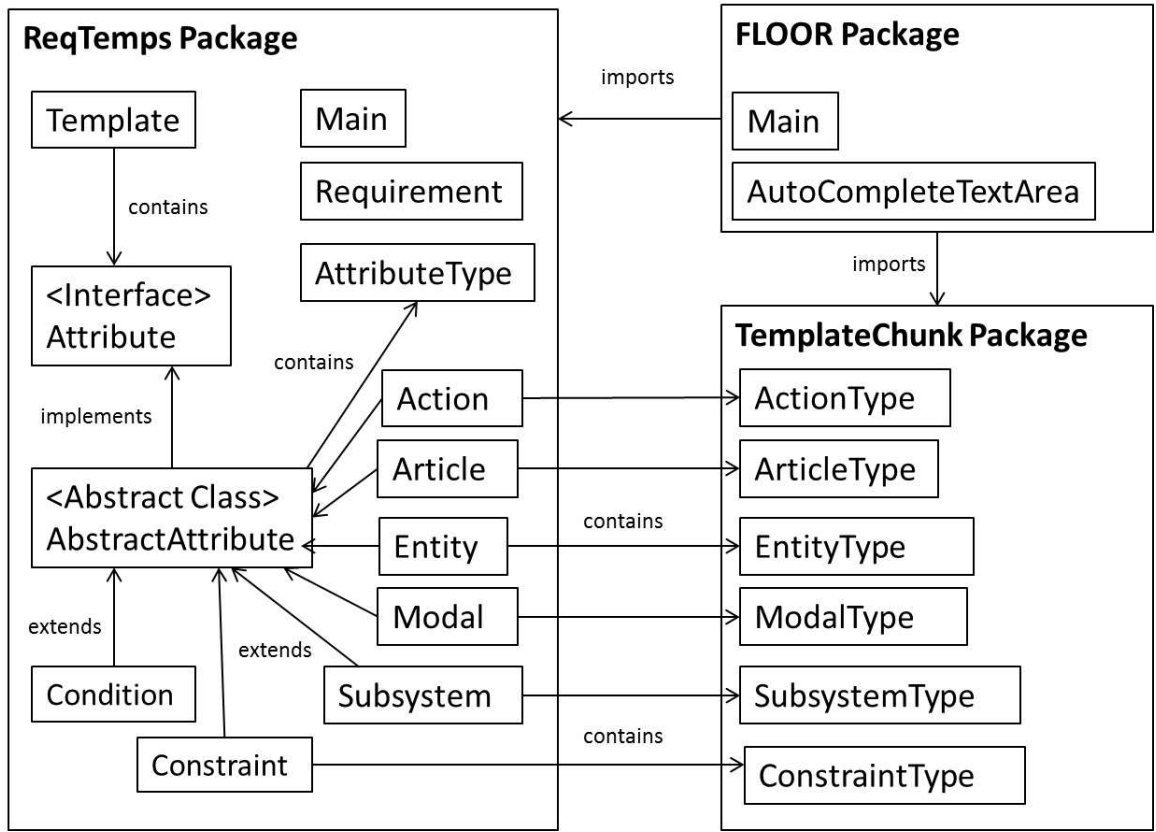 ReqTemps Package
Template
contains
<Interface>
Attribute
implements
<Abstract Class>
AbstractAttribute
extends
Condition
Constraint
Main
Requirement
AttributeType
contains
Action
Article
Entity
Modal
extends
Subsystem
imports
FLOOR Package
Main
AutoCompleteTextArea
imports
contains
contains
TemplateChunk Package
ActionType
ArticleType
EntityType
ModalType
SubsystemType
ConstraintType